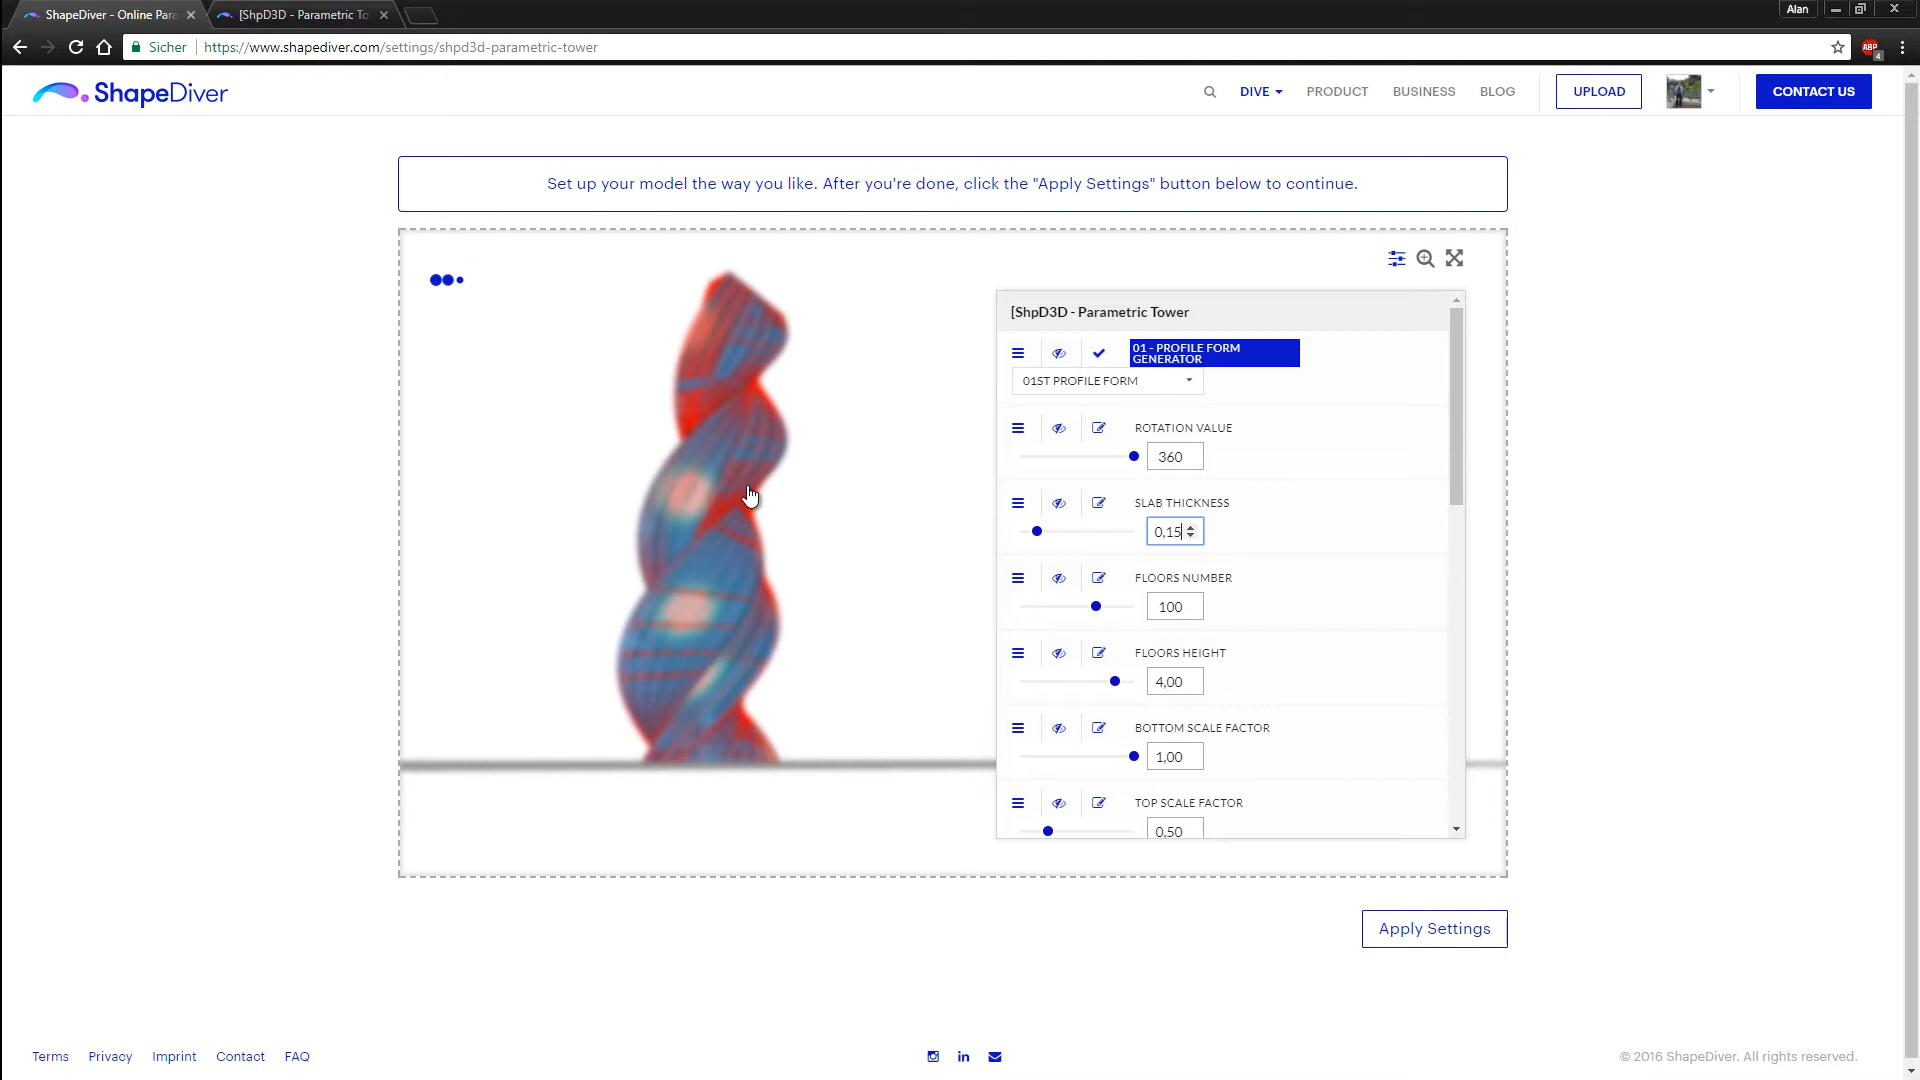 ShapeDiver - Online Para
[ShpD3D - Parametric To
Alan
Sicher
https://www.shapediver.com/settings/shpd3d-parametric-tower
ABP
4
ShapeDiver
DIVE
PRODUCT
BUSINESS
BLOG
UPLOAD
CONTACT US
Set up your model the way you like. After you're done, click the "Apply Settings" button below to continue.
[ShpD3D - Parametric Tower
01 - PROFILE FORM
GENERATOR
01ST PROFILE FORM
ROTATION VALUE
360
SLAB THICKNESS
0,15
FLOORS NUMBER
100
FLOORS HEIGHT
4,00
BOTTOM SCALE FACTOR
1,00
TOP SCALE FACTOR
0,50
Apply Settings
Terms
Privacy
Imprint
Contact
FAQ
in
© 2016 ShapeDiver. All rights reserved.